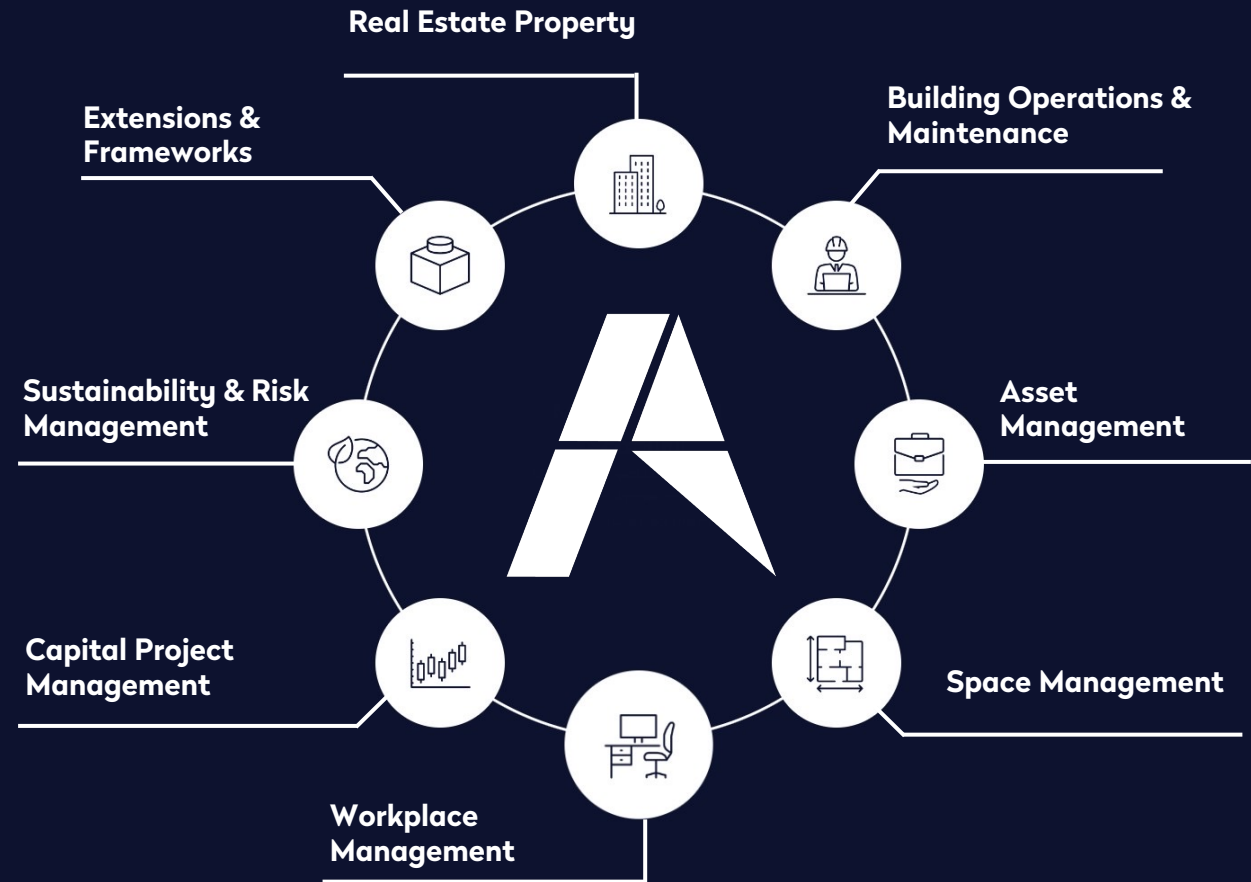 Real Estate Property
Building Operations &
Maintenance
Asset
Management
Space Management
Workplace
Management
Capital Project
Management
Sustainability & Risk
Management
Extensions &
Frameworks